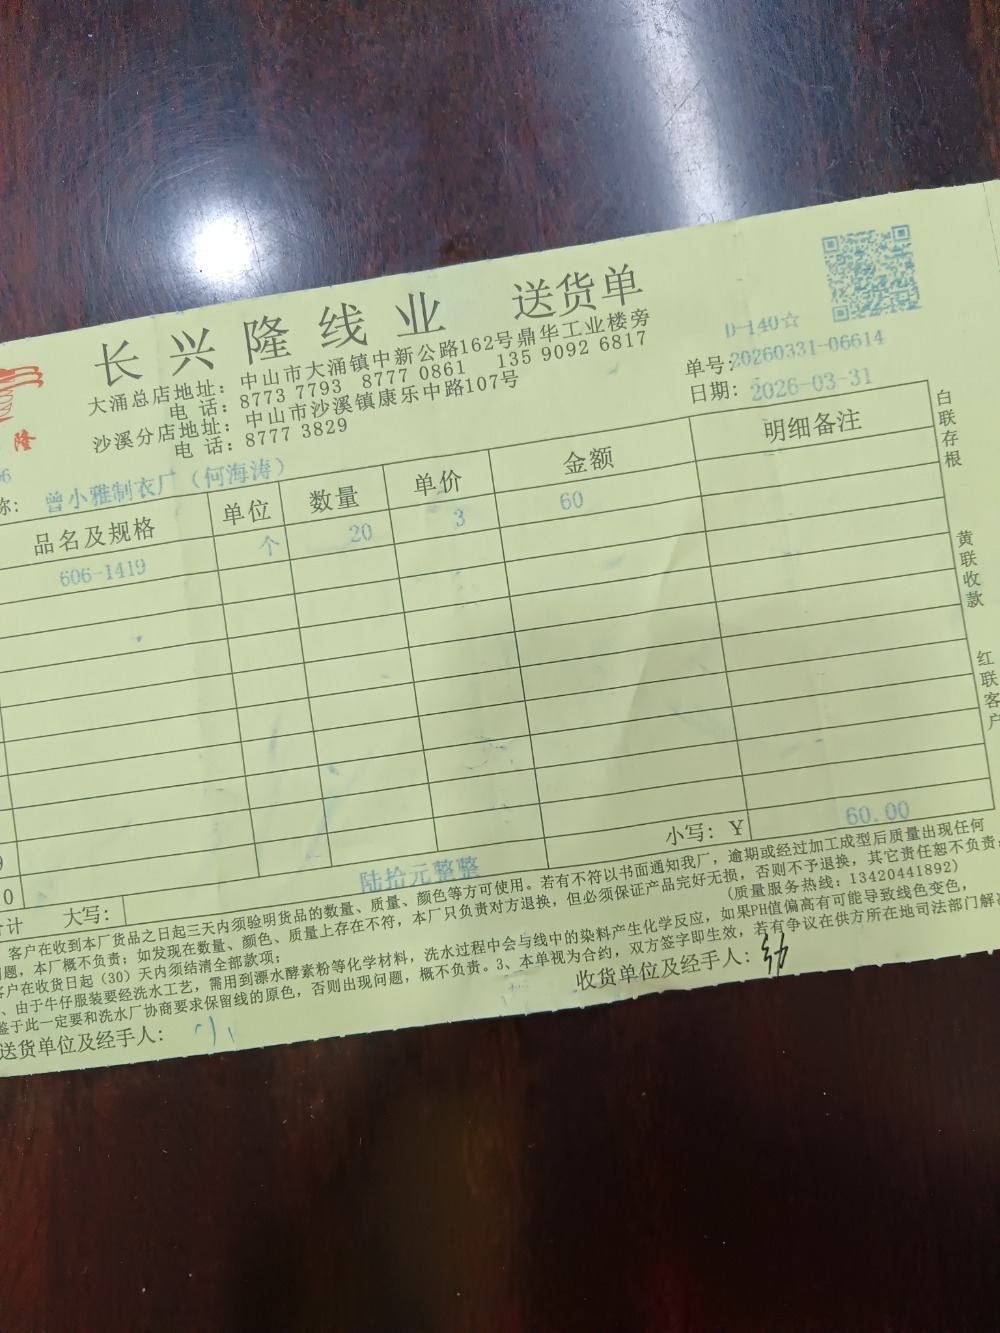 长兴隆线业 送货单
D-140☆
大涌总店地址：中山市大涌镇中新公路162号鼎华工业楼旁
电 话：8773 7793 8777 0861 135 9092 6817
沙溪分店地址：中山市沙溪镇康乐中路107号
电 话：8777 3829
单号：20260331-06614
日期：2026-03-31
隆
称：曾小雅制衣厂（何海涛）
品名及规格 单位 数量 单价 金额 明细备注
606-1419 个 20 3 60
白联存根
黄联收款
红联客户
合计 大写：陆拾元整整 小写：￥60.00
客户在收到本厂货品之日起三天内须验明货品的数量、质量、颜色等方可使用。若有不符以书面通知我厂，逾期或经过加工成型后质量出现任何
问题，本厂概不负责；如发现在数量、颜色、质量上存在不符，本厂只负责对方退换，但必须保证产品完好无损，否则不予退换，其它责任恕不负责；
客户在收货日起（30）天内须结清全部款项； （质量服务热线：13420441892）
、由于牛仔服装要经洗水工艺，需用到漂水酵素粉等化学材料，洗水过程中会与线中的染料产生化学反应，如果PH值偏高有可能导致线色变色，
鉴于此一定要和洗水厂协商要求保留线的原色，否则出现问题，概不负责。3、本单视为合约，双方签字即生效，若有争议在供方所在地司法部门解决
送货单位及经手人： 收货单位及经手人：